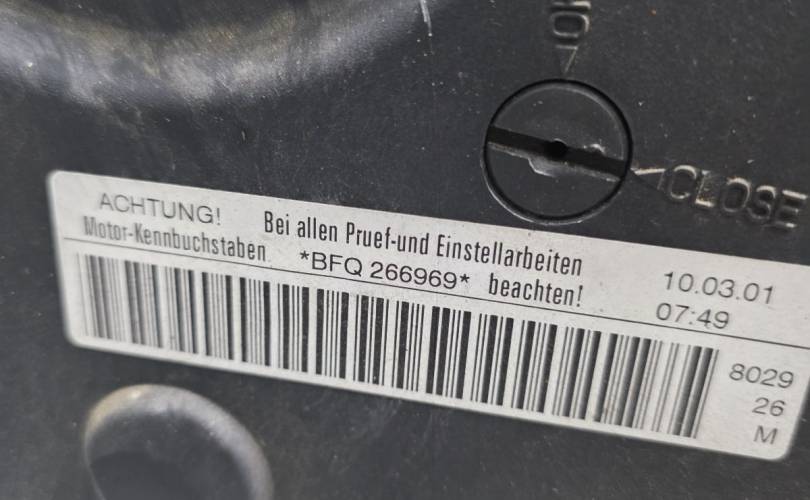 CLOSE
ACHTUNG! Bei allen Pruef-und Einstellarbeiten 10.03.01
Motor-Kennbuchstaben *BFQ 266969* beachten! 07:49
8029
26
M